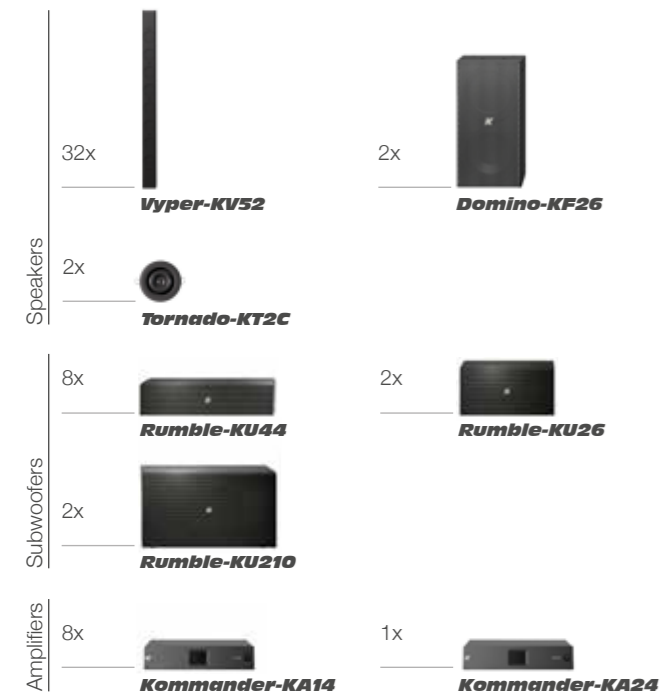 32x
Vyper-KV52
2x
Domino-KF26
Speakers
2x
Tornado-KT2C
8x
Rumble-KU44
2x
Rumble-KU26
Subwoofers
2x
Rumble-KU210
Amplifiers
8x
Kommander-KA14
1x
Kommander-KA24